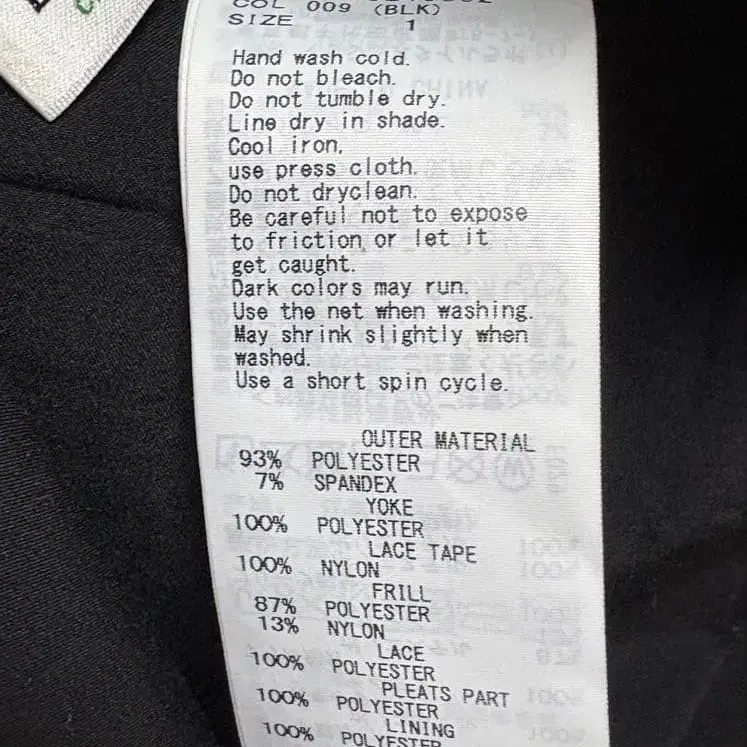 COL 009 (BLK)
SIZE 1
Hand wash cold.
Do not bleach.
Do not tumble dry.
Line dry in shade.
Cool iron,
use press cloth.
Do not dryclean.
Be careful not to expose
to friction or let it
get caught.
Dark colors may run.
Use the net when washing.
May shrink slightly when
washed.
Use a short spin cycle.
OUTER MATERIAL
93% POLYESTER
7% SPANDEX
YOKE
100% POLYESTER
LACE TAPE
100% NYLON
FRILL
87% POLYESTER
13% NYLON
LACE
100% POLYESTER
PLEATS PART
100% POLYESTER
LINING
100% POLYESTER